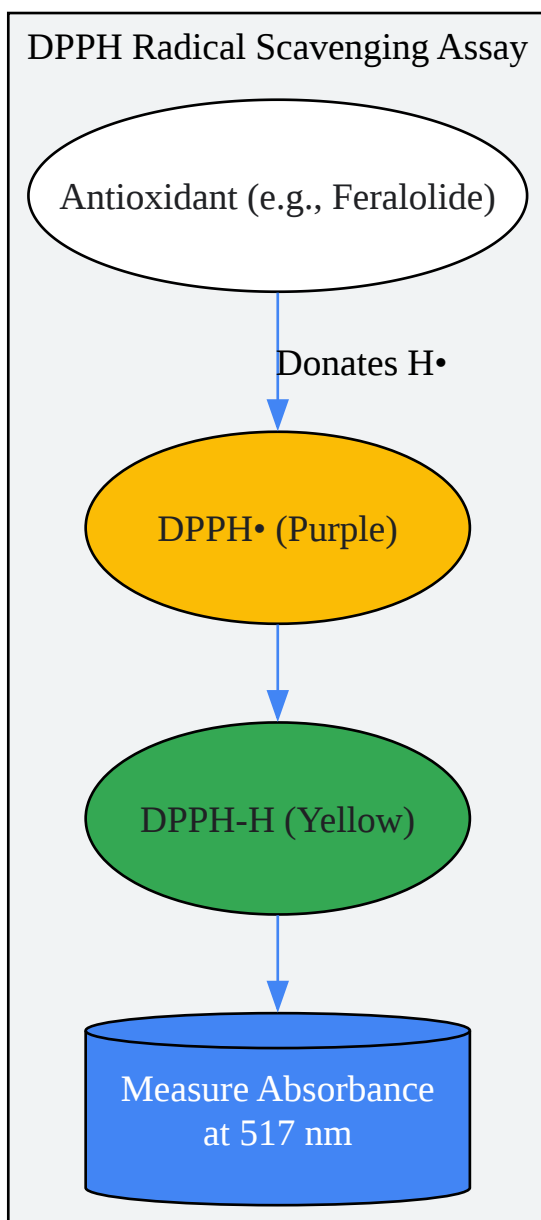 DPPH Radical Scavenging Assay
Antioxidant (e.g., Feralolide)
Donates H•
DPPH• (Purple)
DPPH-H (Yellow)
Measure Absorbance
at 517 nm